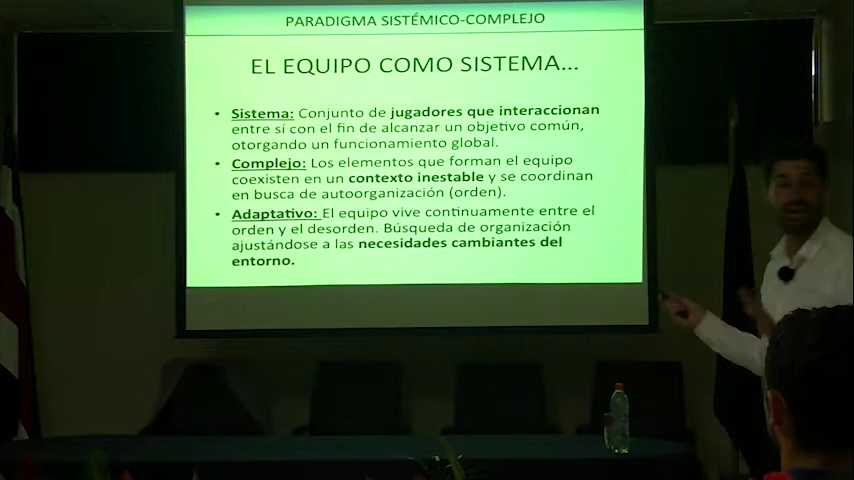 PARADIGMA SISTÉMICO-COMPLEJO
EL EQUIPO COMO SISTEMA...
• Sistema: Conjunto de jugadores que interaccionan
entre sí con el fin de alcanzar un objetivo común,
otorgando un funcionamiento global.
• Complejo: Los elementos que forman el equipo
coexisten en un contexto inestable y se coordinan
en busca de autoorganización (orden).
• Adaptativo: El equipo vive continuamente entre el
orden y el desorden. Búsqueda de organización
ajustándose a las necesidades cambiantes del
entorno.